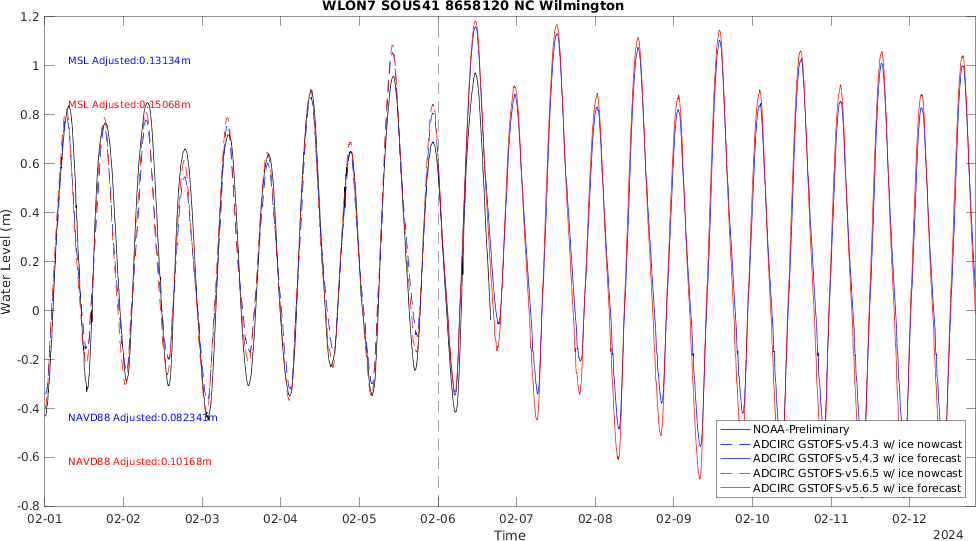 WLON7 SOUS41 8658120 NC Wilmington
1.2
1
0.8
0.6
0.4
0.2
0
-0.2
-0.4
-0.6
-0.8
Water Level (m)
MSL Adjusted:0.13134m
MSL Adjusted:0.15068m
NAVD88 Adjusted:0.082347m
NAVD88 Adjusted:0.10168m
NOAA-Preliminary
ADCIRC GSTOFS-v5.4.3 w/ ice nowcast
ADCIRC GSTOFS-v5.4.3 w/ ice forecast
ADCIRC GSTOFS-v5.6.5 w/ ice nowcast
ADCIRC GSTOFS-v5.6.5 w/ ice forecast
02-01 02-02 02-03 02-04 02-05 02-06 02-07 02-08 02-09 02-10 02-11 02-12
Time
2024